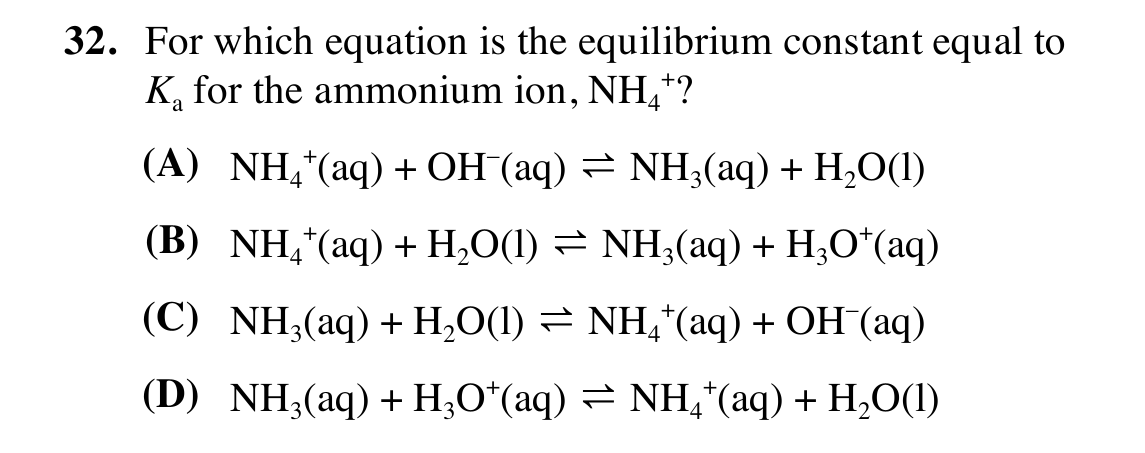 32. For which equation is the equilibrium constant equal to
Kₐ for the ammonium ion, NH₄⁺?
(A) NH₄⁺(aq) + OH⁻(aq) ⇌ NH₃(aq) + H₂O(l)
(B) NH₄⁺(aq) + H₂O(l) ⇌ NH₃(aq) + H₃O⁺(aq)
(C) NH₃(aq) + H₂O(l) ⇌ NH₄⁺(aq) + OH⁻(aq)
(D) NH₃(aq) + H₃O⁺(aq) ⇌ NH₄⁺(aq) + H₂O(l)